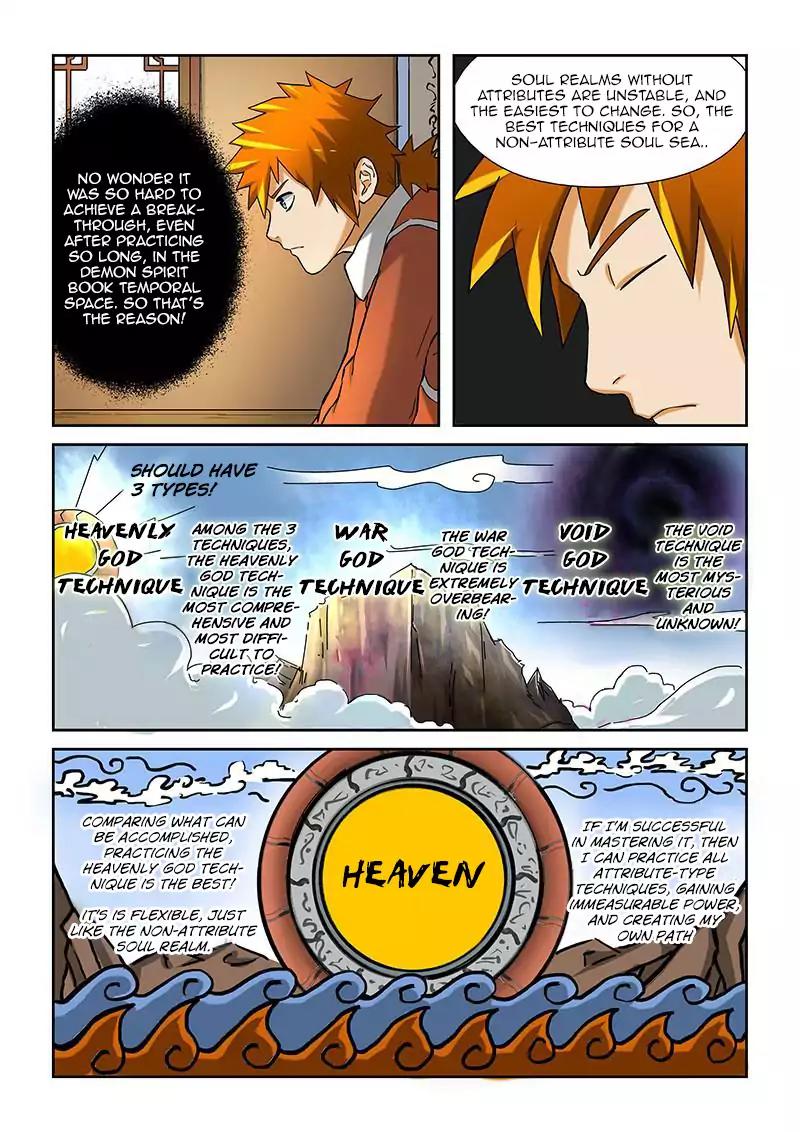 NO WONDER IT
WAS SO HARD TO
ACHIEVE A BREAK-
THROUGH, EVEN
AFTER PRACTICING
SO LONG, IN THE
DEMON SPIRIT
BOOK TEMPORAL
SPACE. SO THAT'S
THE REASON!
SOUL REALMS WITHOUT
ATTRIBUTES ARE UNSTABLE, AND
THE EASIEST TO CHANGE. SO, THE
BEST TECHNIQUES FOR A
NON-ATTRIBUTE SOUL SEA..
SHOULD HAVE
3 TYPES!
HEAVENLY
GOD
TECHNIQUE
AMONG THE 3
TECHNIQUES,
THE HEAVENLY
GOD TECH-
NIQUE IS THE
MOST COMPRE-
HENSIVE AND
MOST DIFFI-
CULT TO
PRACTICE!
WAR
GOD
TECHNIQUE
THE WAR
GOD TECH-
NIQUE IS
EXTREMELY
OVERBEAR-
ING!
VOID
GOD
TECHNIQUE
THE VOID
TECHNIQUE
IS THE
MOST MYS-
TERIOUS
AND
UNKNOWN!
COMPARING WHAT CAN
BE ACCOMPLISHED,
PRACTICING THE
HEAVENLY GOD TECH-
NIQUE IS THE BEST!
IT'S IS FLEXIBLE, JUST
LIKE THE NON-ATTRIBUTE
SOUL REALM.
HEAVEN
IF I'M SUCCESSFUL
IN MASTERING IT, THEN
I CAN PRACTICE ALL
ATTRIBUTE-TYPE
TECHNIQUES, GAINING
IMMEASURABLE POWER,
AND CREATING MY
OWN PATH